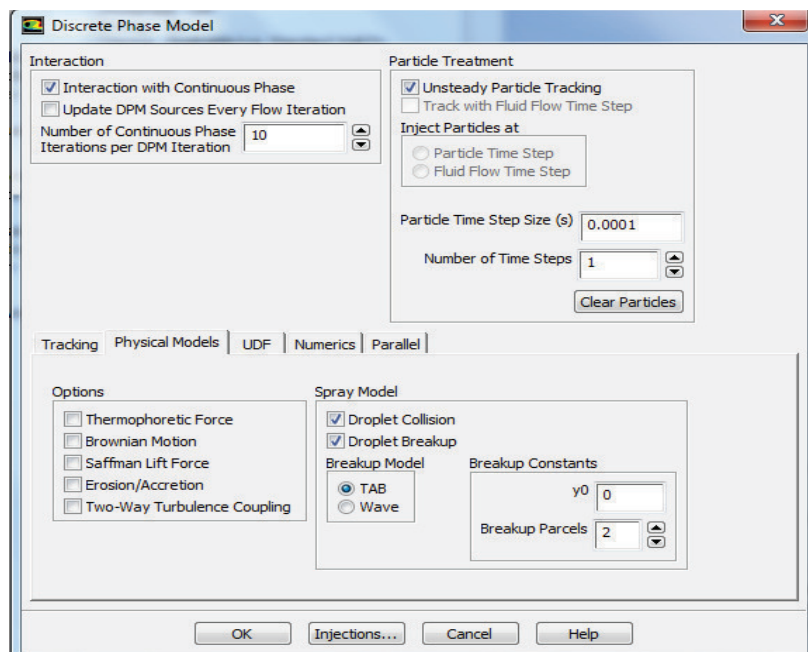 Discrete Phase Model
Interaction
Interaction with Continuous Phase
Update DPM Sources Every Flow Iteration
Number of Continuous Phase
Iterations per DPM Iteration
10
Particle Treatment
Unsteady Particle Tracking
Track with Fluid Flow Time Step
Inject Particles at
Particle Time Step
Fluid Flow Time Step
Particle Time Step Size (s) 0.0001
Number of Time Steps 1
Clear Particles
Tracking Physical Models UDF Numerics Parallel
Options
Thermophoretic Force
Brownian Motion
Saffman Lift Force
Erosion/Accretion
Two-Way Turbulence Coupling
Spray Model
Droplet Collision
Droplet Breakup
Breakup Model
TAB
Wave
Breakup Constants
y0 0
Breakup Parcels 2
OK Injections... Cancel Help